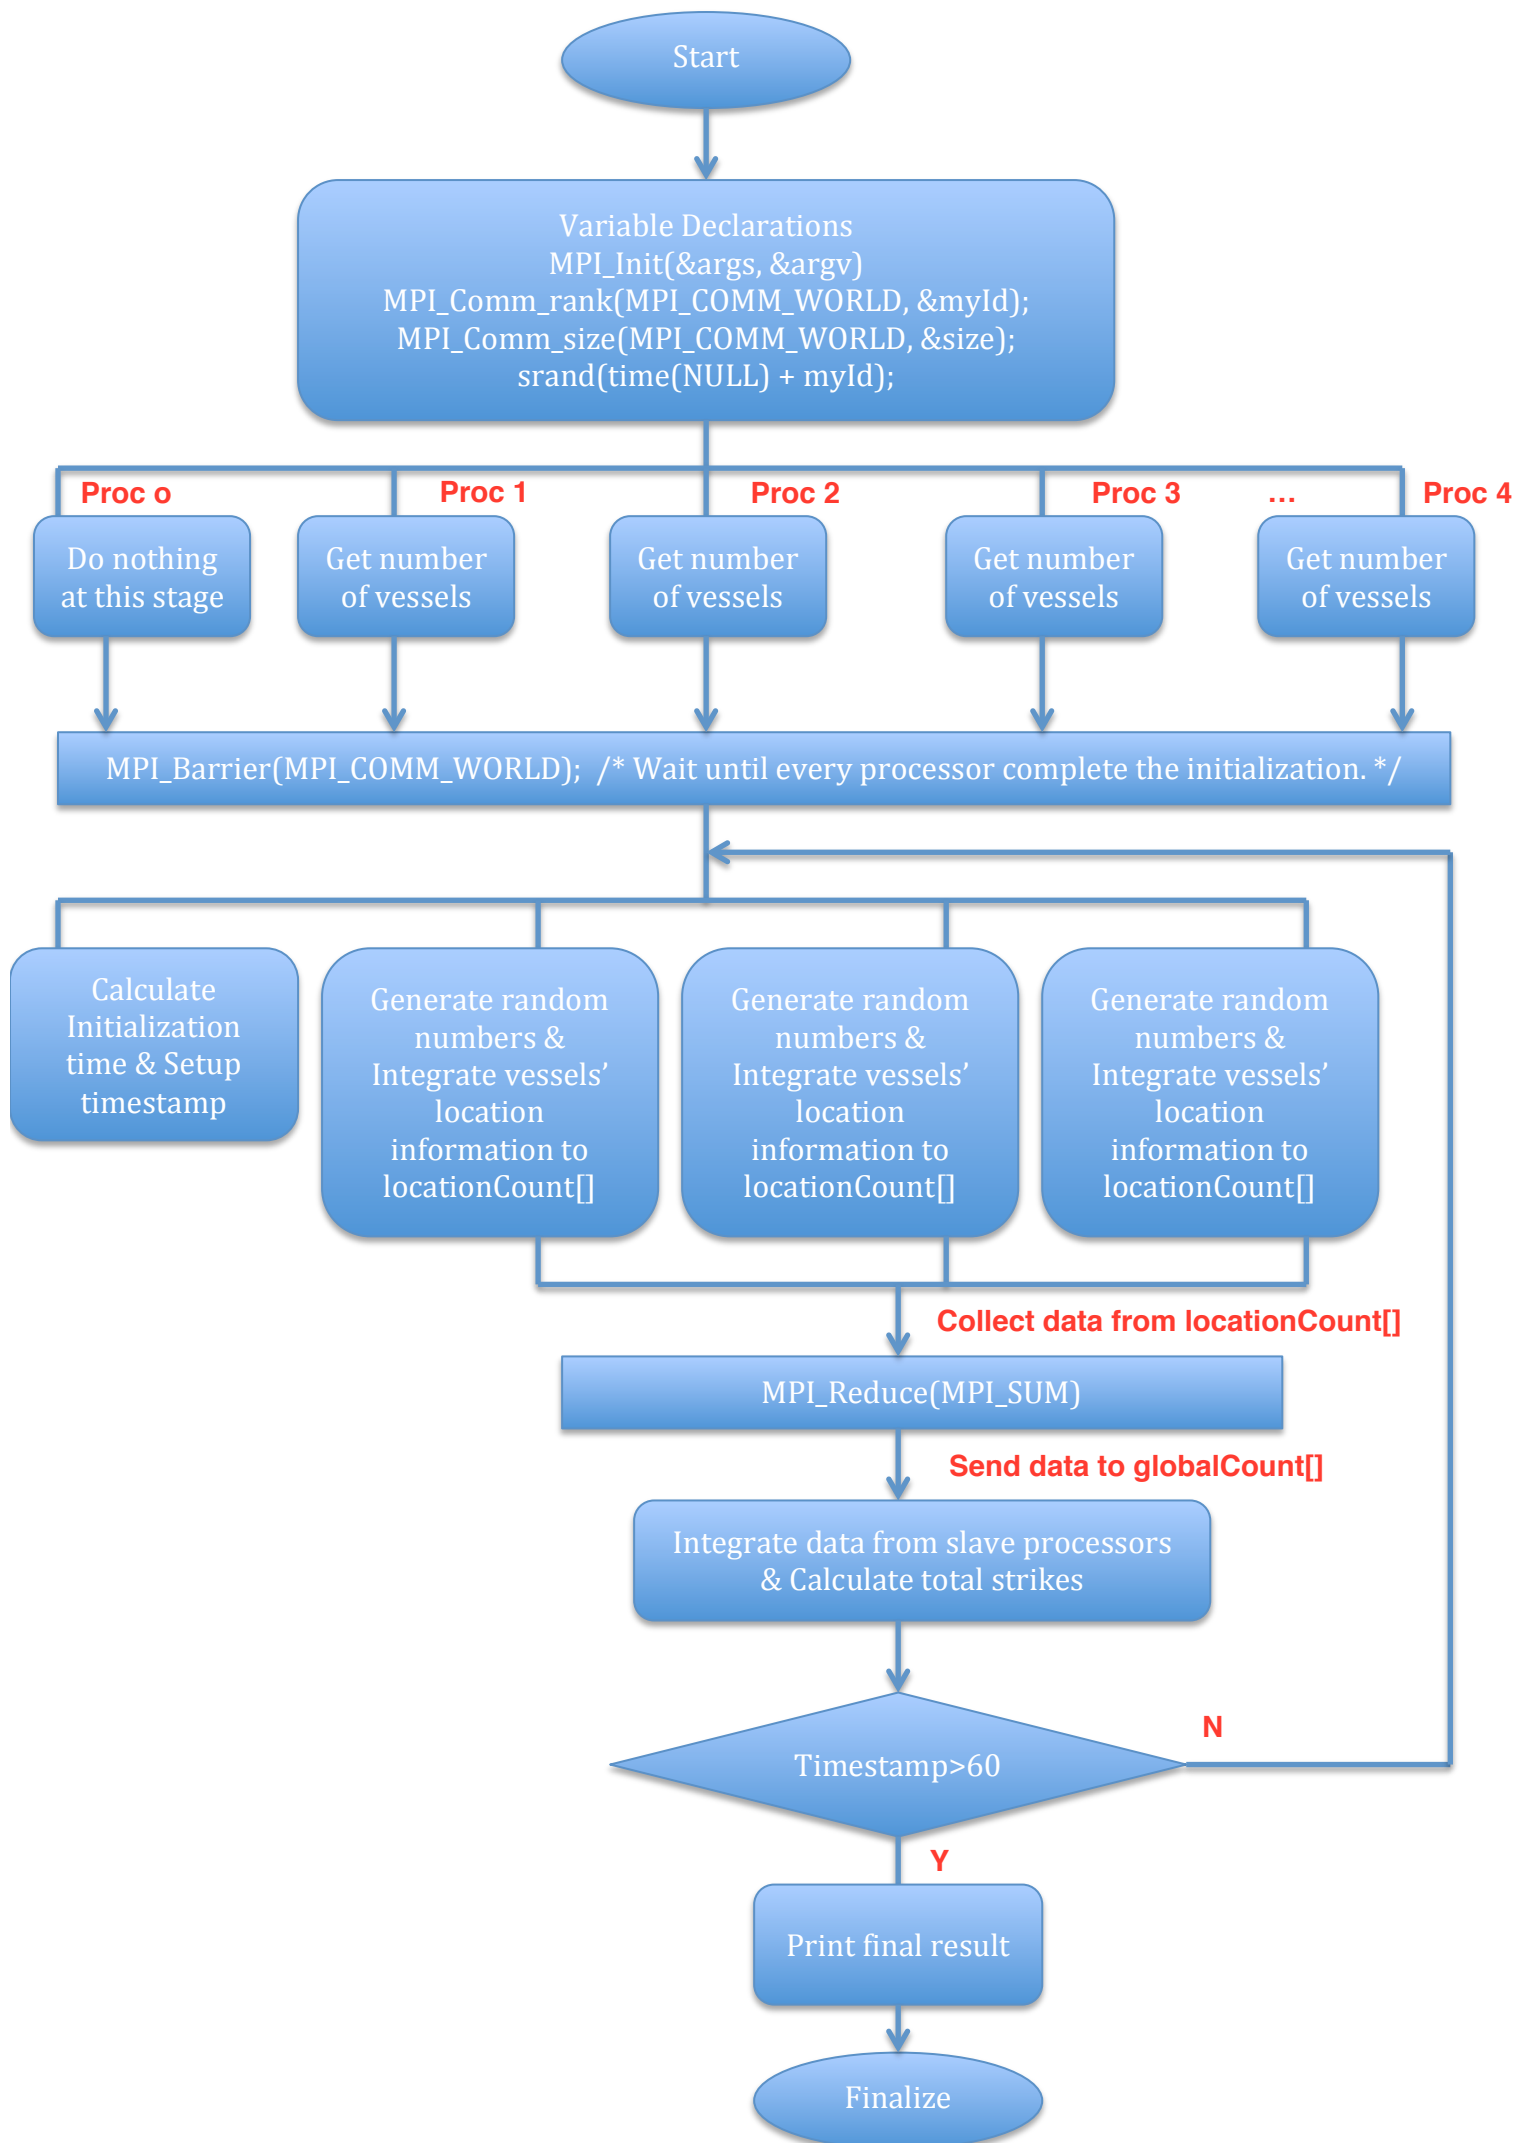 Start
Variable Declarations
MPI_Init(&args, &argv)
MPI_Comm_rank(MPI_COMM_WORLD, &myId);
MPI_Comm_size(MPI_COMM_WORLD, &size);
srand(time(NULL) + myId);
Proc o
Proc 1
Proc 2
Proc 3
...
Proc 4
Do nothing
at this stage
Get number
of vessels
Get number
of vessels
Get number
of vessels
Get number
of vessels
MPI_Barrier(MPI_COMM_WORLD); /* Wait until every processor complete the initialization. */
Calculate
Initialization
time & Setup
timestamp
Generate random
numbers &
Integrate vessels’
location
information to
locationCount[]
Generate random
numbers &
Integrate vessels’
location
information to
locationCount[]
Generate random
numbers &
Integrate vessels’
location
information to
locationCount[]
Collect data from locationCount[]
MPI_Reduce(MPI_SUM)
Send data to globalCount[]
Integrate data from slave processors
& Calculate total strikes
Timestamp>60
N
Y
Print final result
Finalize